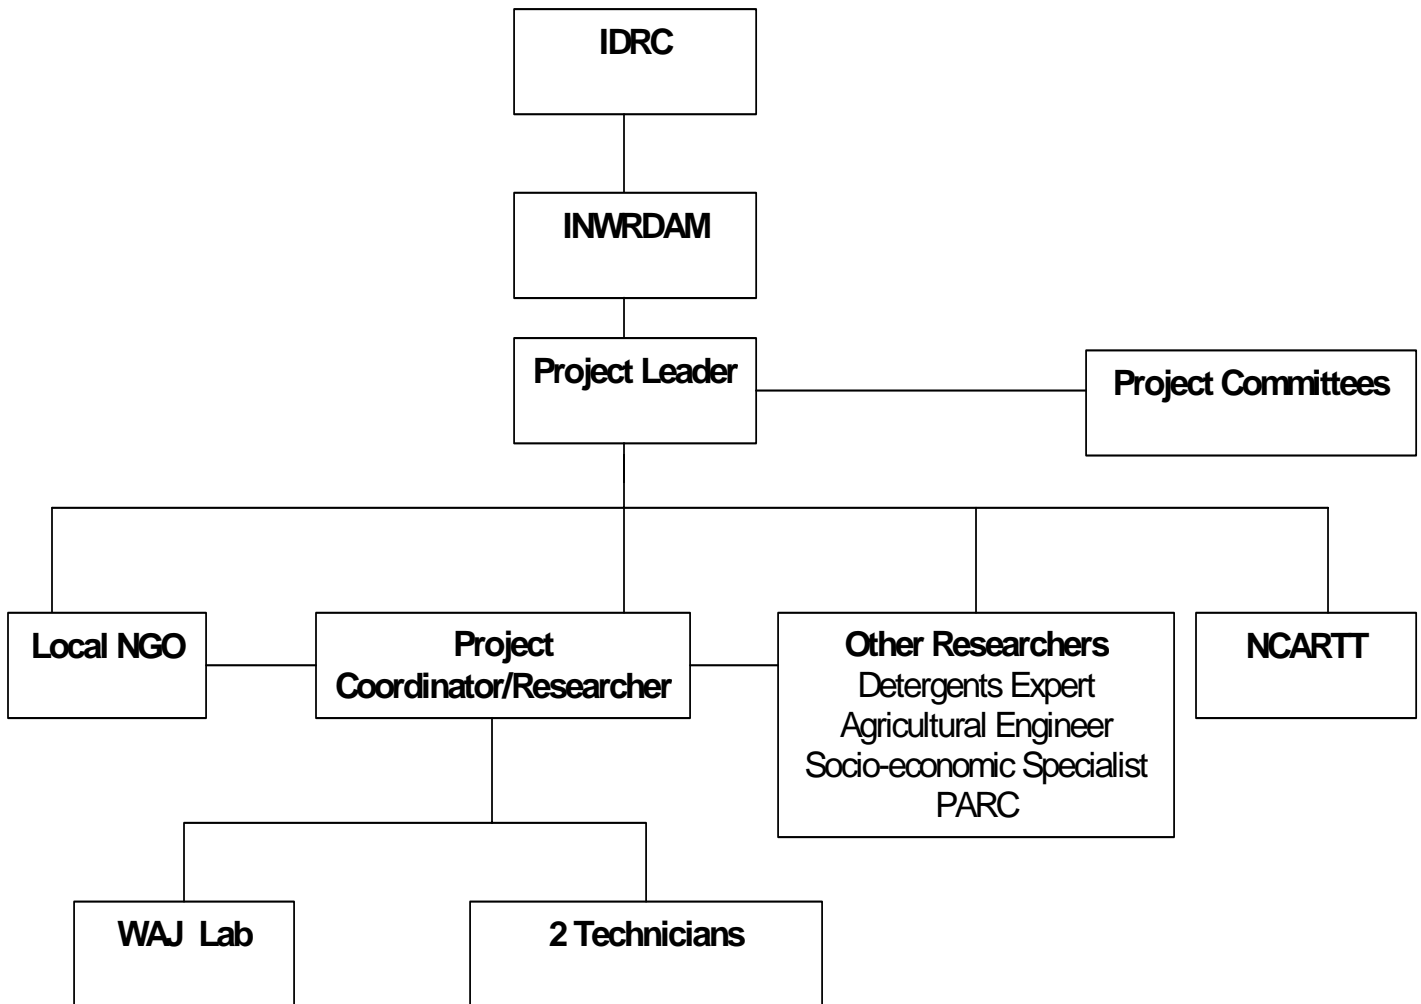 IDRC
INWRDAM
Project Leader
Project Committees
Local NGO
Project
Coordinator/Researcher
Other Researchers
Detergents Expert
Agricultural Engineer
Socio-economic Specialist
PARC
NCARTT
WAJ Lab
2 Technicians